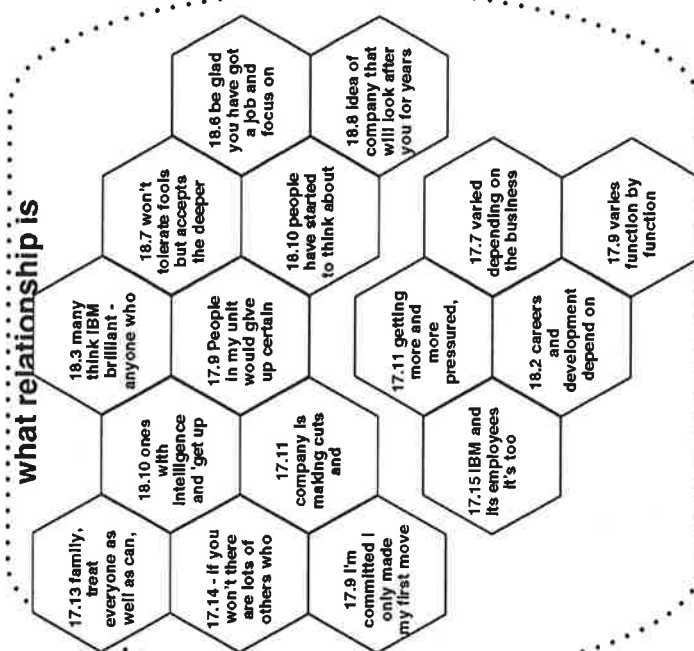 what relationship is
17.13 family,
treat
everyone as
well as can,
18.10 ones
with
intelligence
and 'get up
18.3 many
think IBM
brilliant -
anyone who
18.7 won't
tolerate fools
but accepts
the deeper
18.6 be glad
you have got
a job and
focus on
17.14 - if you
won't there
are lots of
others who
17.11
company is
making cuts
and
17.9 People
in my unit
would give
up certain
18.10 people
have started
to think about
18.8 idea of
company that
will look after
you for years
17.9 I'm
committed I
only made
my first move
17.15 IBM and
its employees
it's too
17.11 getting
more and
more
pressured,
17.7 varied
depending on
the business
18.2 careers
and
development
depend on
17.9 varies
function by
function